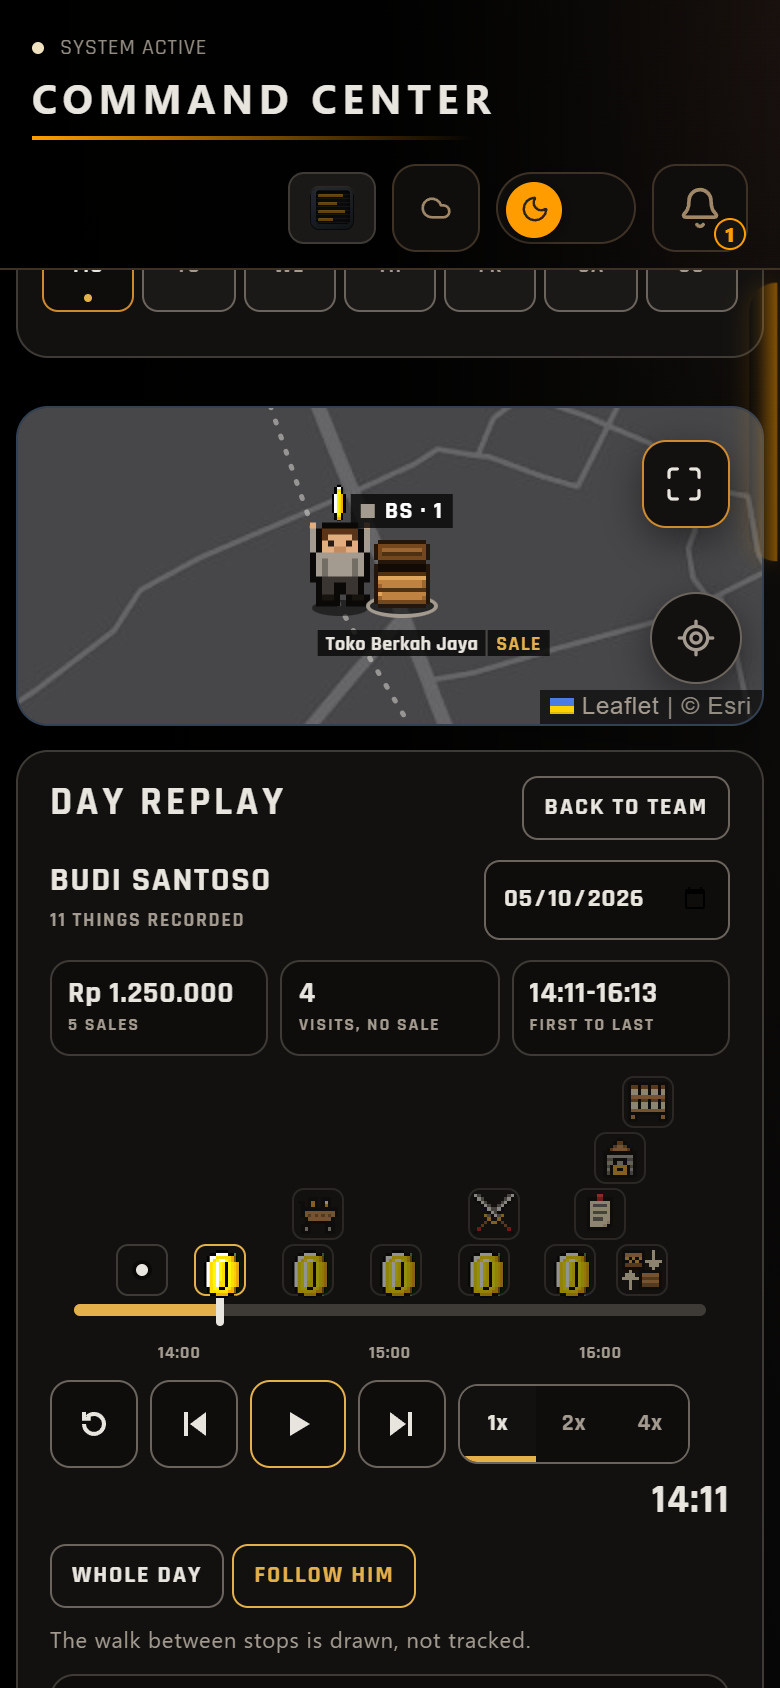 SYSTEM ACTIVE
COMMAND CENTER
1
BS · 1
Toko Berkah Jaya SALE
Leaflet | © Esri
DAY REPLAY
BACK TO TEAM
BUDI SANTOSO
11 THINGS RECORDED
05/10/2026
Rp 1.250.000
5 SALES
4
VISITS, NO SALE
14:11-16:13
FIRST TO LAST
14:00 15:00 16:00
1x 2x 4x
14:11
WHOLE DAY
FOLLOW HIM
The walk between stops is drawn, not tracked.